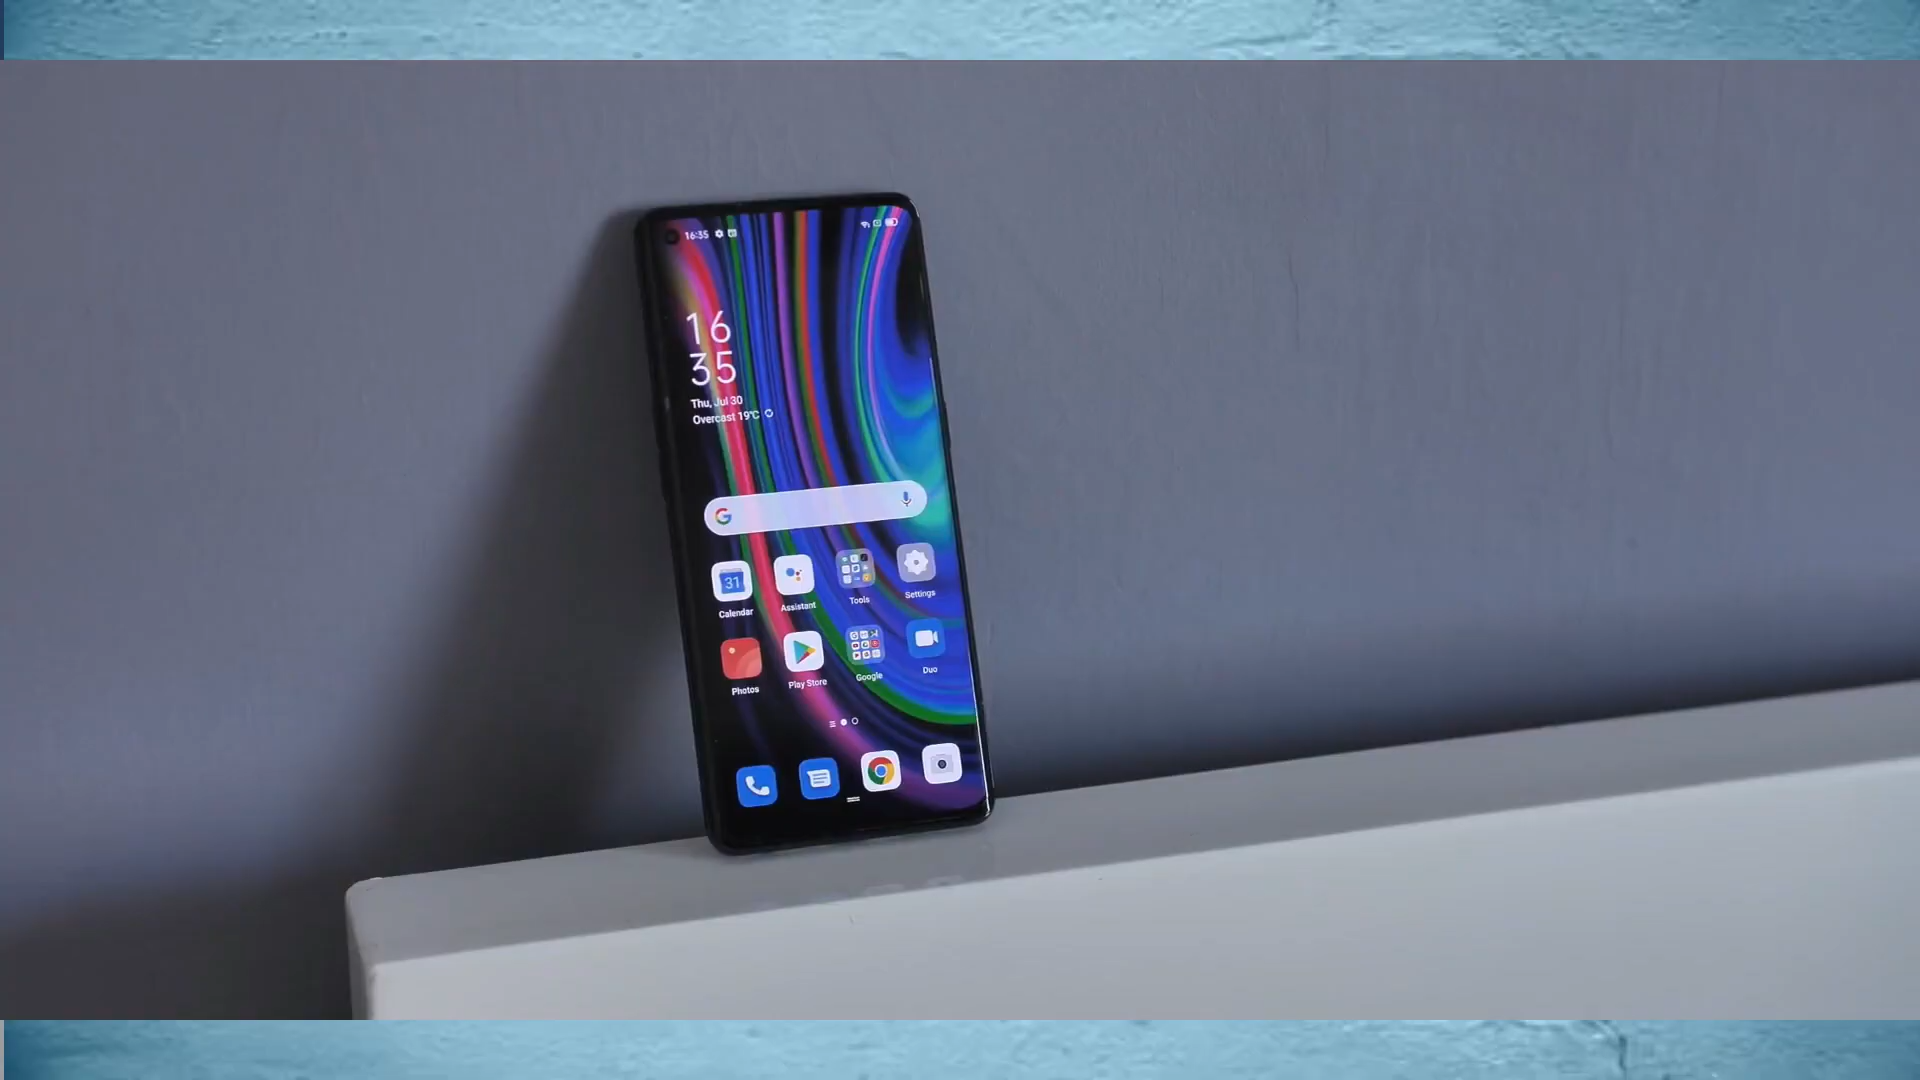 16:35
16
35
Thu, Jul 30
Overcast 19°C
G
31
Calendar
Assistant
Tools
Settings
Photos
Play Store
Google
Duo